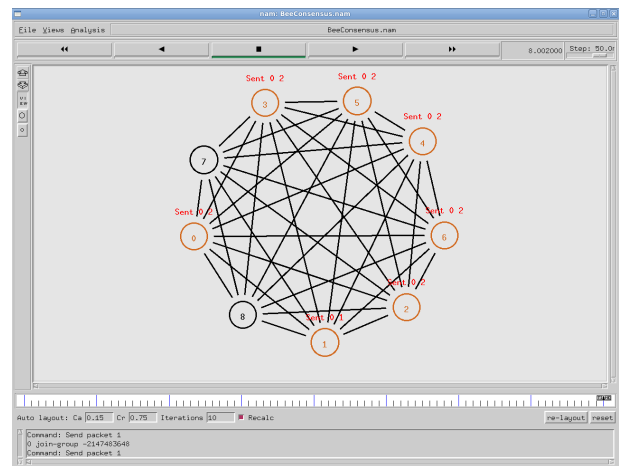 nam: BeeConsensus.nam
File Views Analysis
BeeConsensus.nam
8.002000
Step: 50.0
Sent 0 2
Sent 0 2
3
5
Sent 0 2
4
7
Sent 0 2
Sent 0 2
0
6
Sent 0 2
2
8
Sent 0 1
1
Auto layout: Ca 0.15 Cr 0.75 Iterations 10 Recalc
re-layout reset
Command: Send packet 1
0 join-group -2147483648
Command: Send packet 1